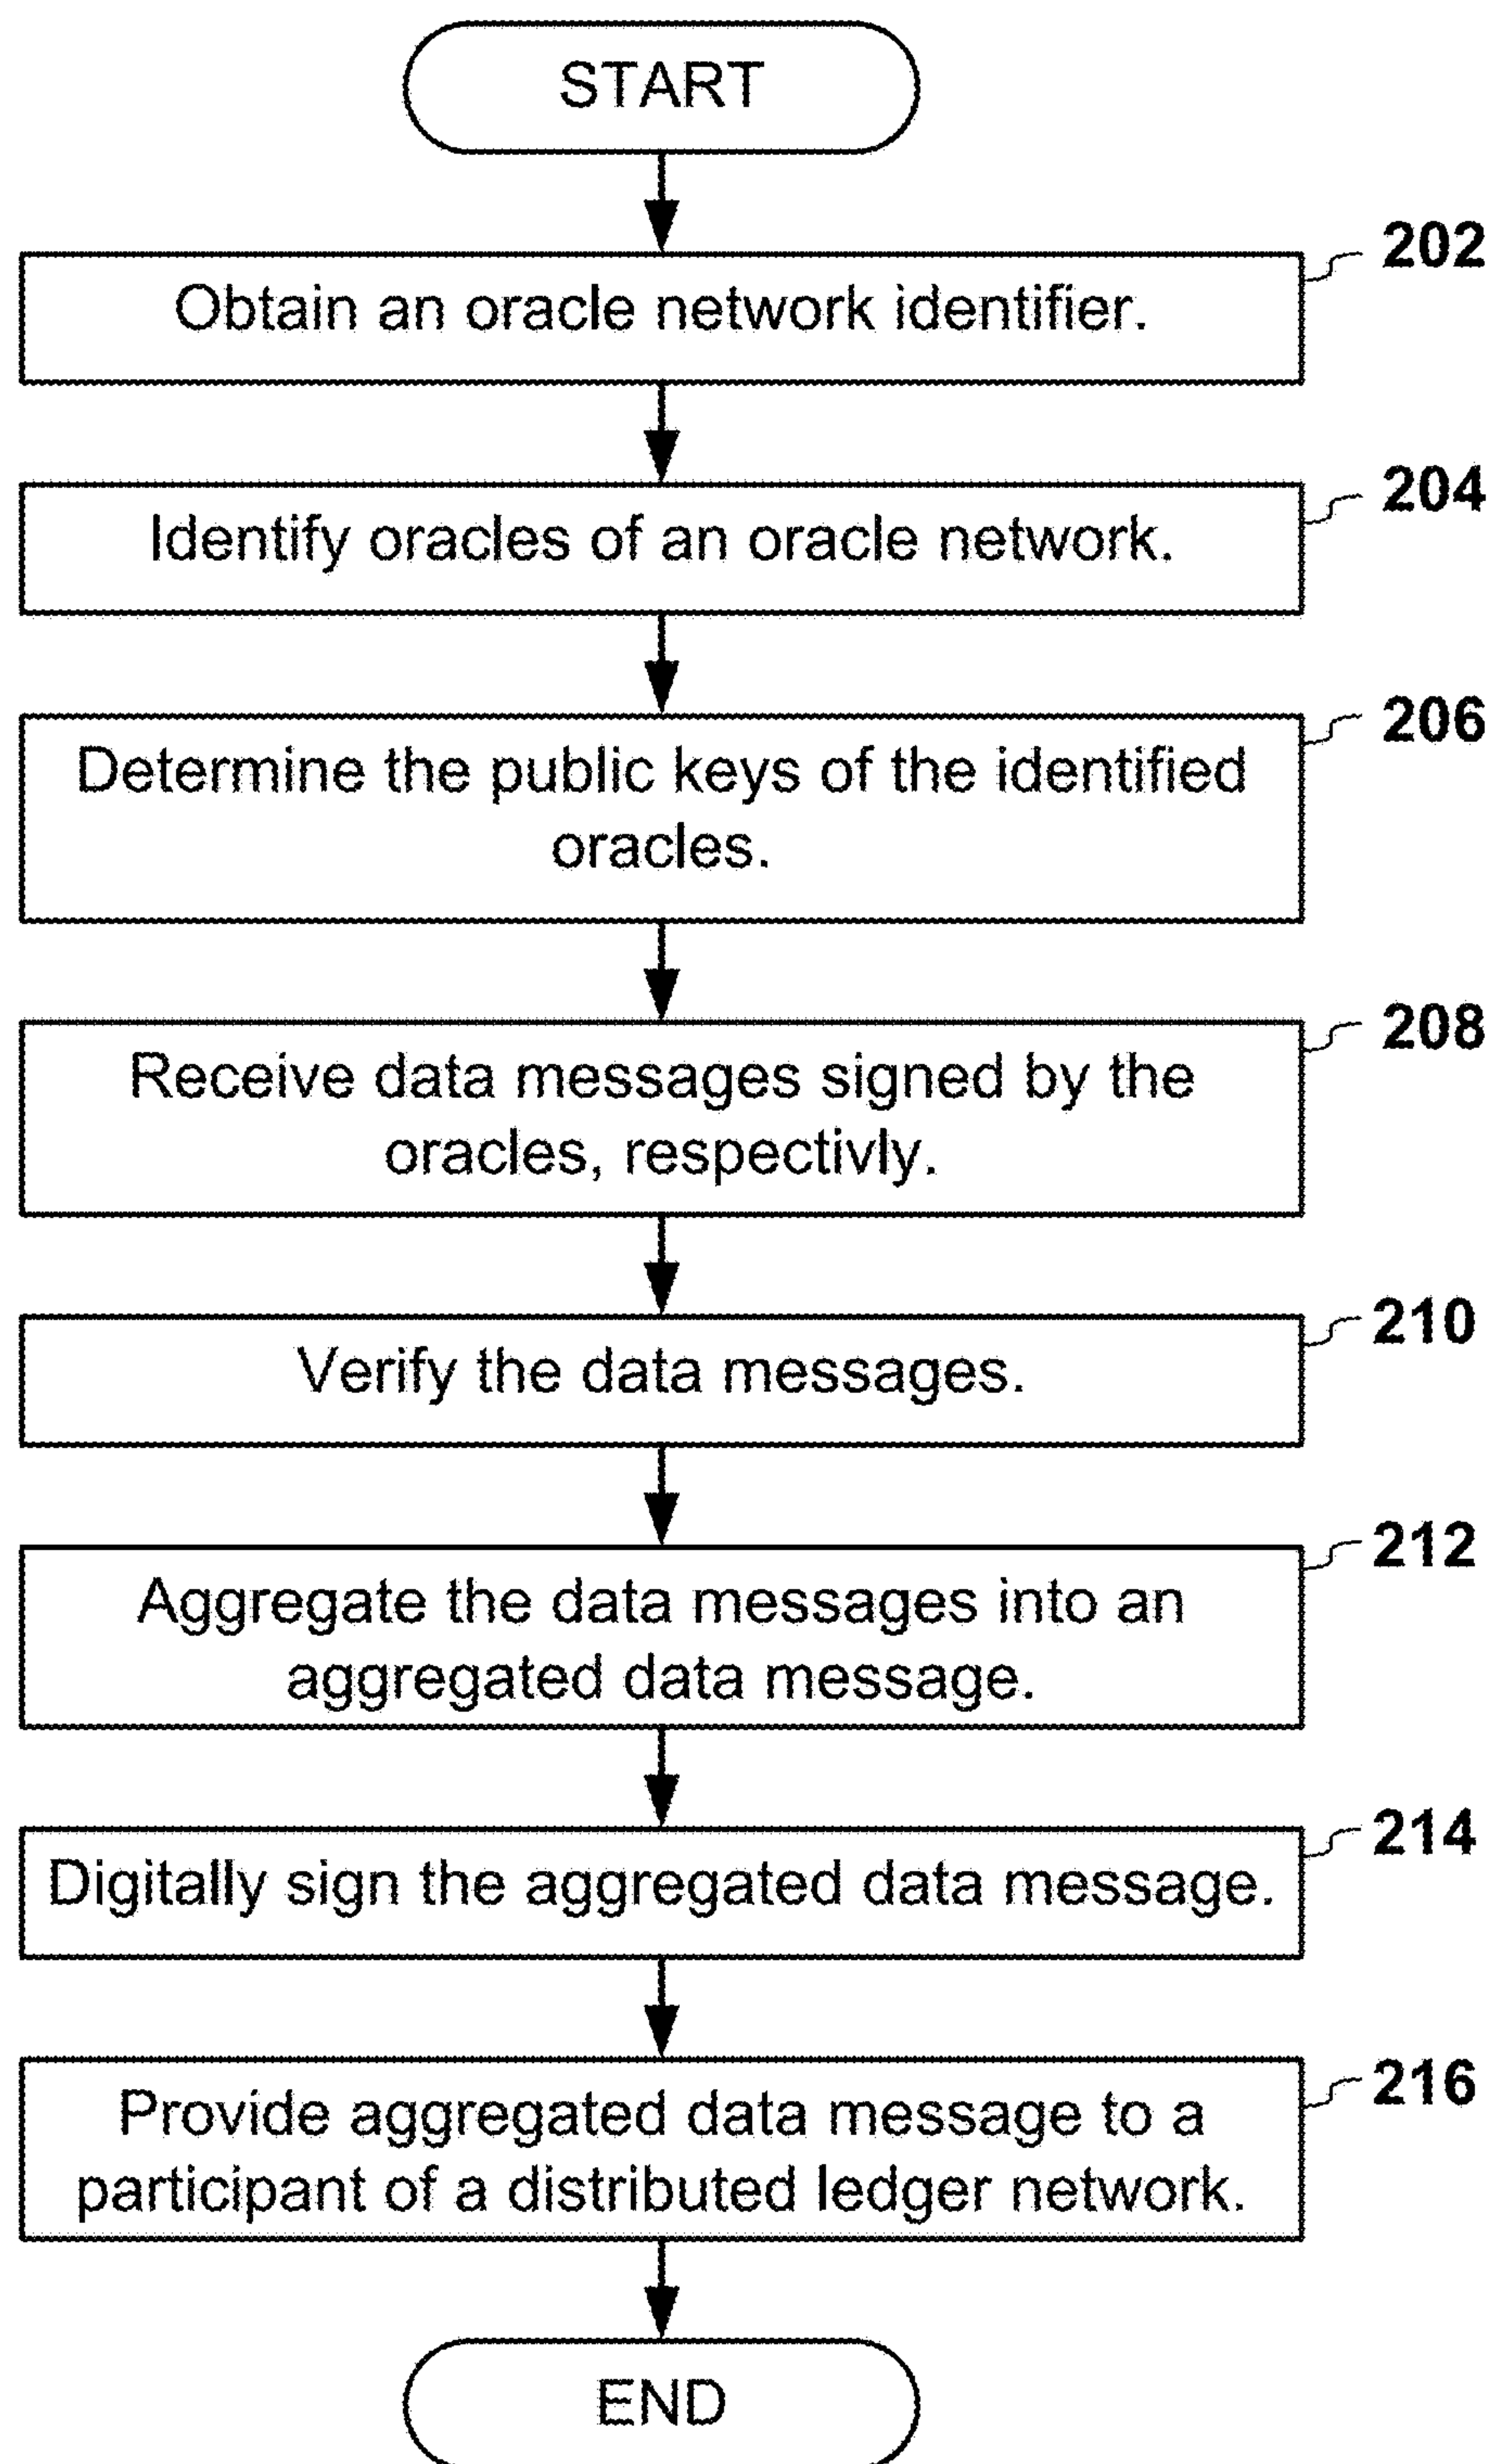 START
202
Obtain an oracle network identifier.
204
Identify oracles of an oracle network.
206
Determine the public keys of the identified
oracles.
208
Receive data messages signed by the
oracles, respectivly.
210
Verify the data messages.
212
Aggregate the data messages into an
aggregated data message.
214
Digitally sign the aggregated data message.
216
Provide aggregated data message to a
participant of a distributed ledger network.
END